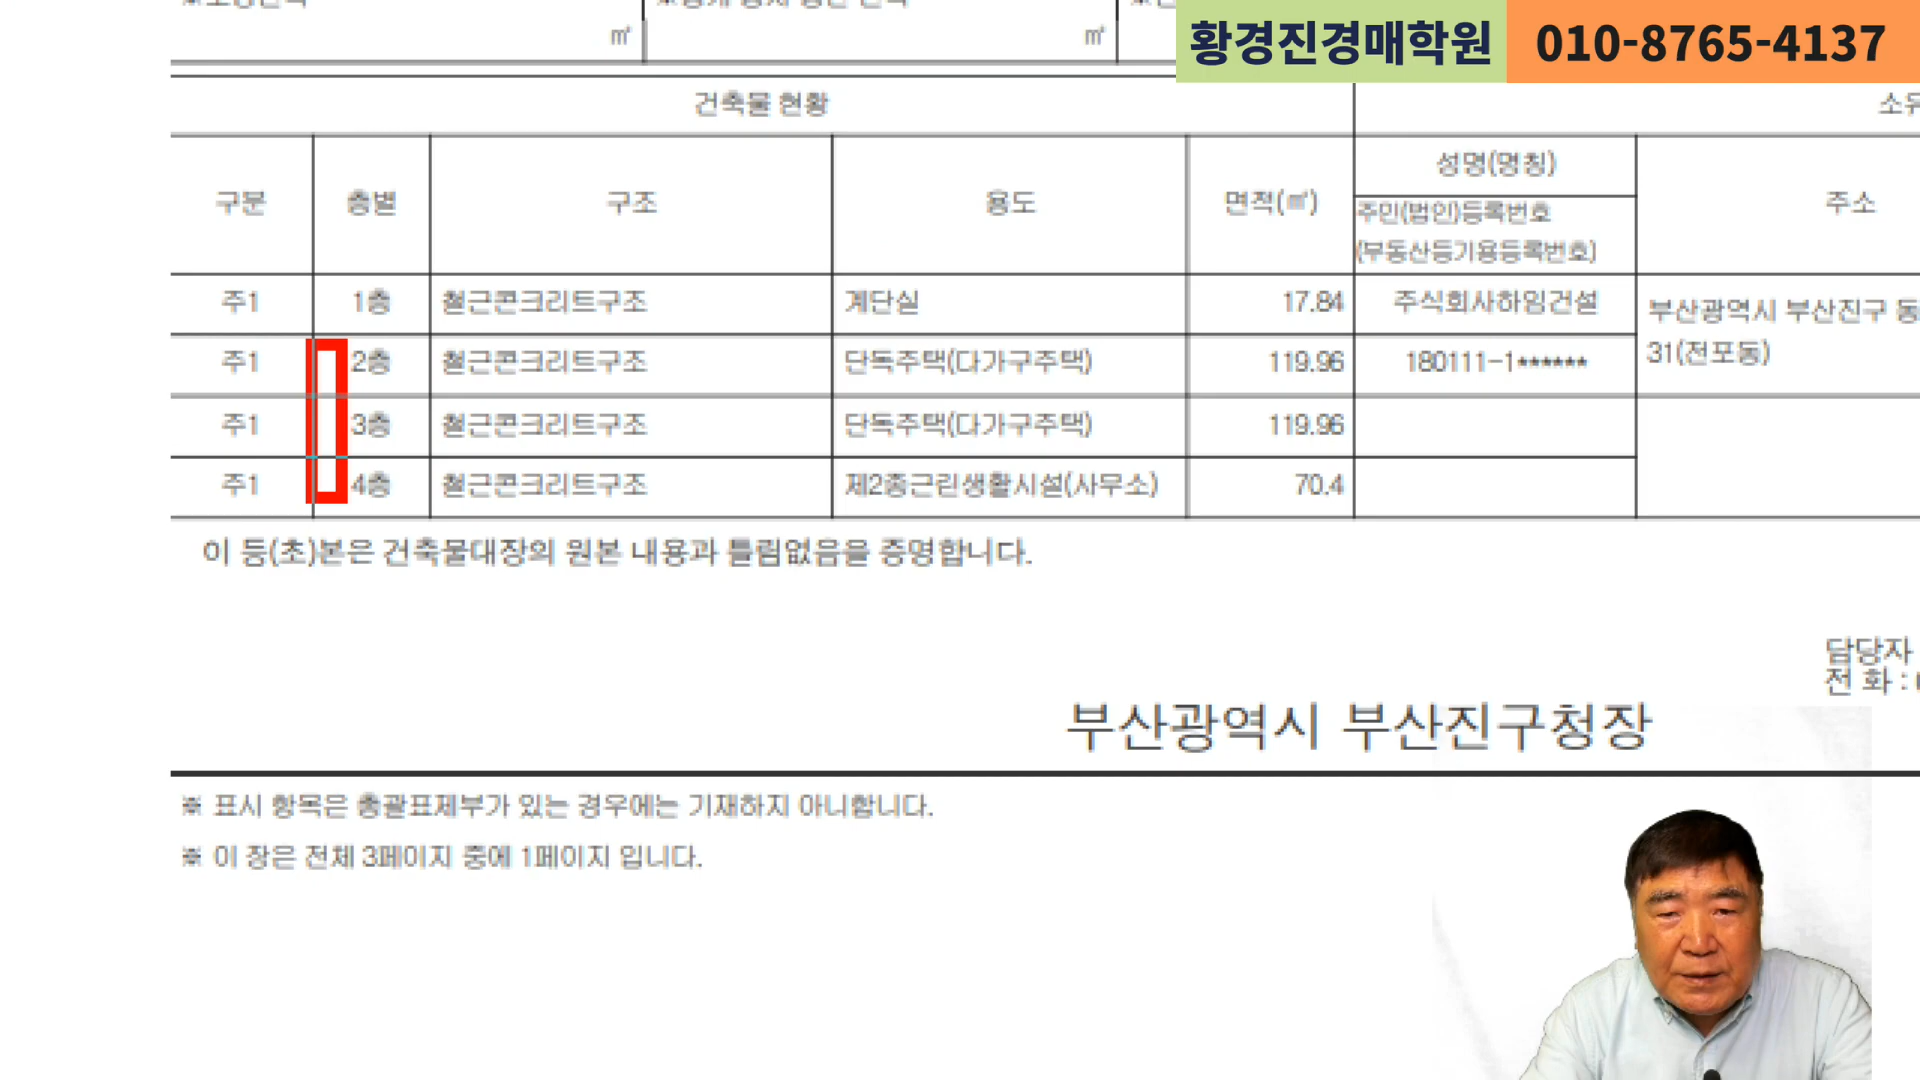 ㎡
㎡
황경진경매학원
010-8765-4137
건축물 현황
구분
층별
구조
용도
면적(㎡)
성명(명칭)
주민(법인)등록번호
(부동산등기용등록번호)
주소
주1 1층 철근콘크리트구조 계단실 17.84 주식회사하임건설
부산광역시 부산진구
31(전포동)
주1 2층 철근콘크리트구조 단독주택(다가구주택) 119.96 180111-1******
주1 3층 철근콘크리트구조 단독주택(다가구주택) 119.96
주1 4층 철근콘크리트구조 제2종근린생활시설(사무소) 70.4
이 등(초)본은 건축물대장의 원본 내용과 틀림없음을 증명합니다.
담당자
전 화 :
부산광역시 부산진구청장
※ 표시 항목은 총괄표제부가 있는 경우에는 기재하지 아니합니다.
※ 이 장은 전체 3페이지 중에 1페이지 입니다.